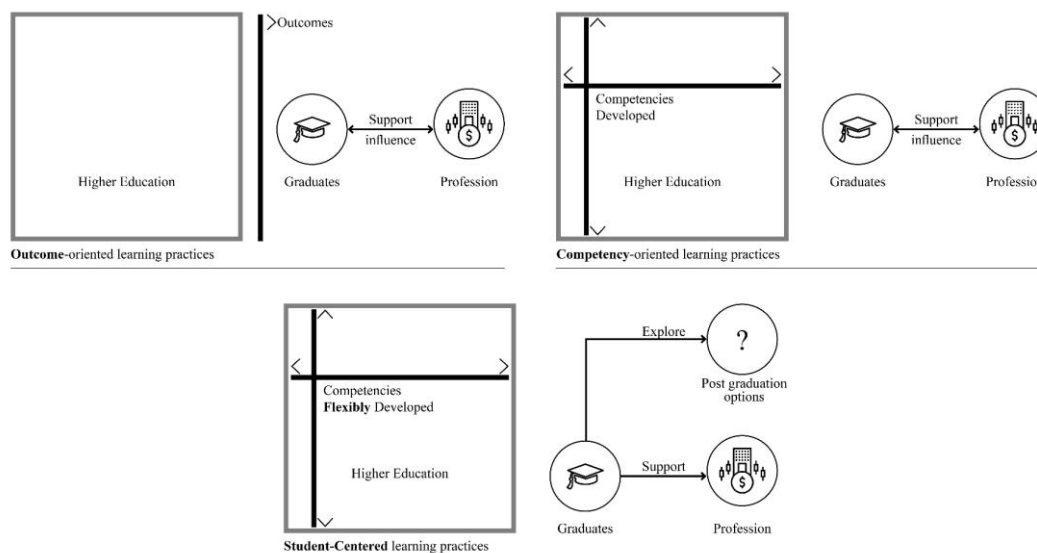 >Outcomes
Support
influence
Graduates
Profession
Higher Education
Outcome-oriented learning practices
Competencies
Developed
Support
influence
Higher Education
Graduates
Profession
Competency-oriented learning practices
Explore
?
Post graduation
options
Competencies
Flexibly Developed
Higher Education
Support
Graduates
Profession
Student-Centered learning practices